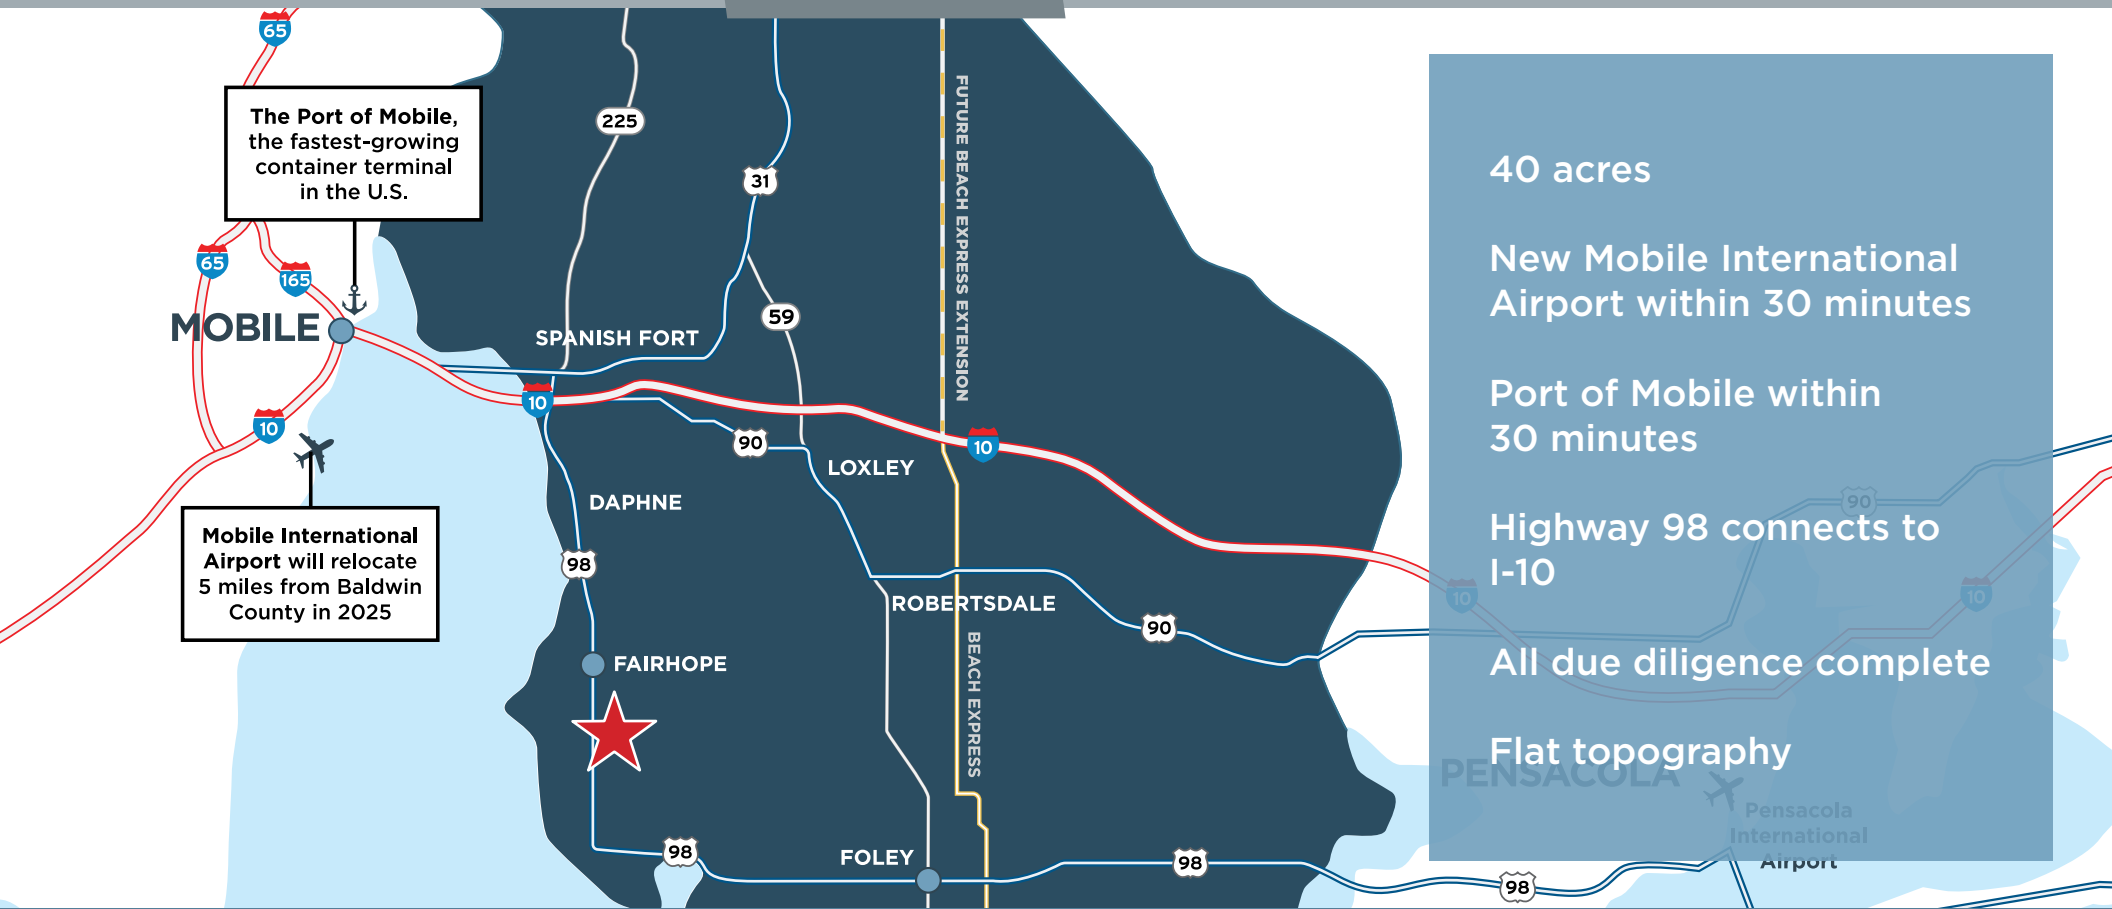 65
The Port of Mobile,
the fastest-growing
container terminal
in the U.S.
65
165
MOBILE
10
Mobile International
Airport will relocate
5 miles from Baldwin
County in 2025
225
31
59
SPANISH FORT
10
90
LOXLEY
DAPHNE
98
FAIRHOPE
98
FOLEY
FUTURE BEACH EXPRESS EXTENSION
10
ROBERTSDALE
90
BEACH EXPRESS
98
40 acres
New Mobile International
Airport within 30 minutes
Port of Mobile within
30 minutes
Highway 98 connects to
I-10
All due diligence complete
Flat topography
90
10
10
PENSACOLA
Pensacola
International
Airport
98